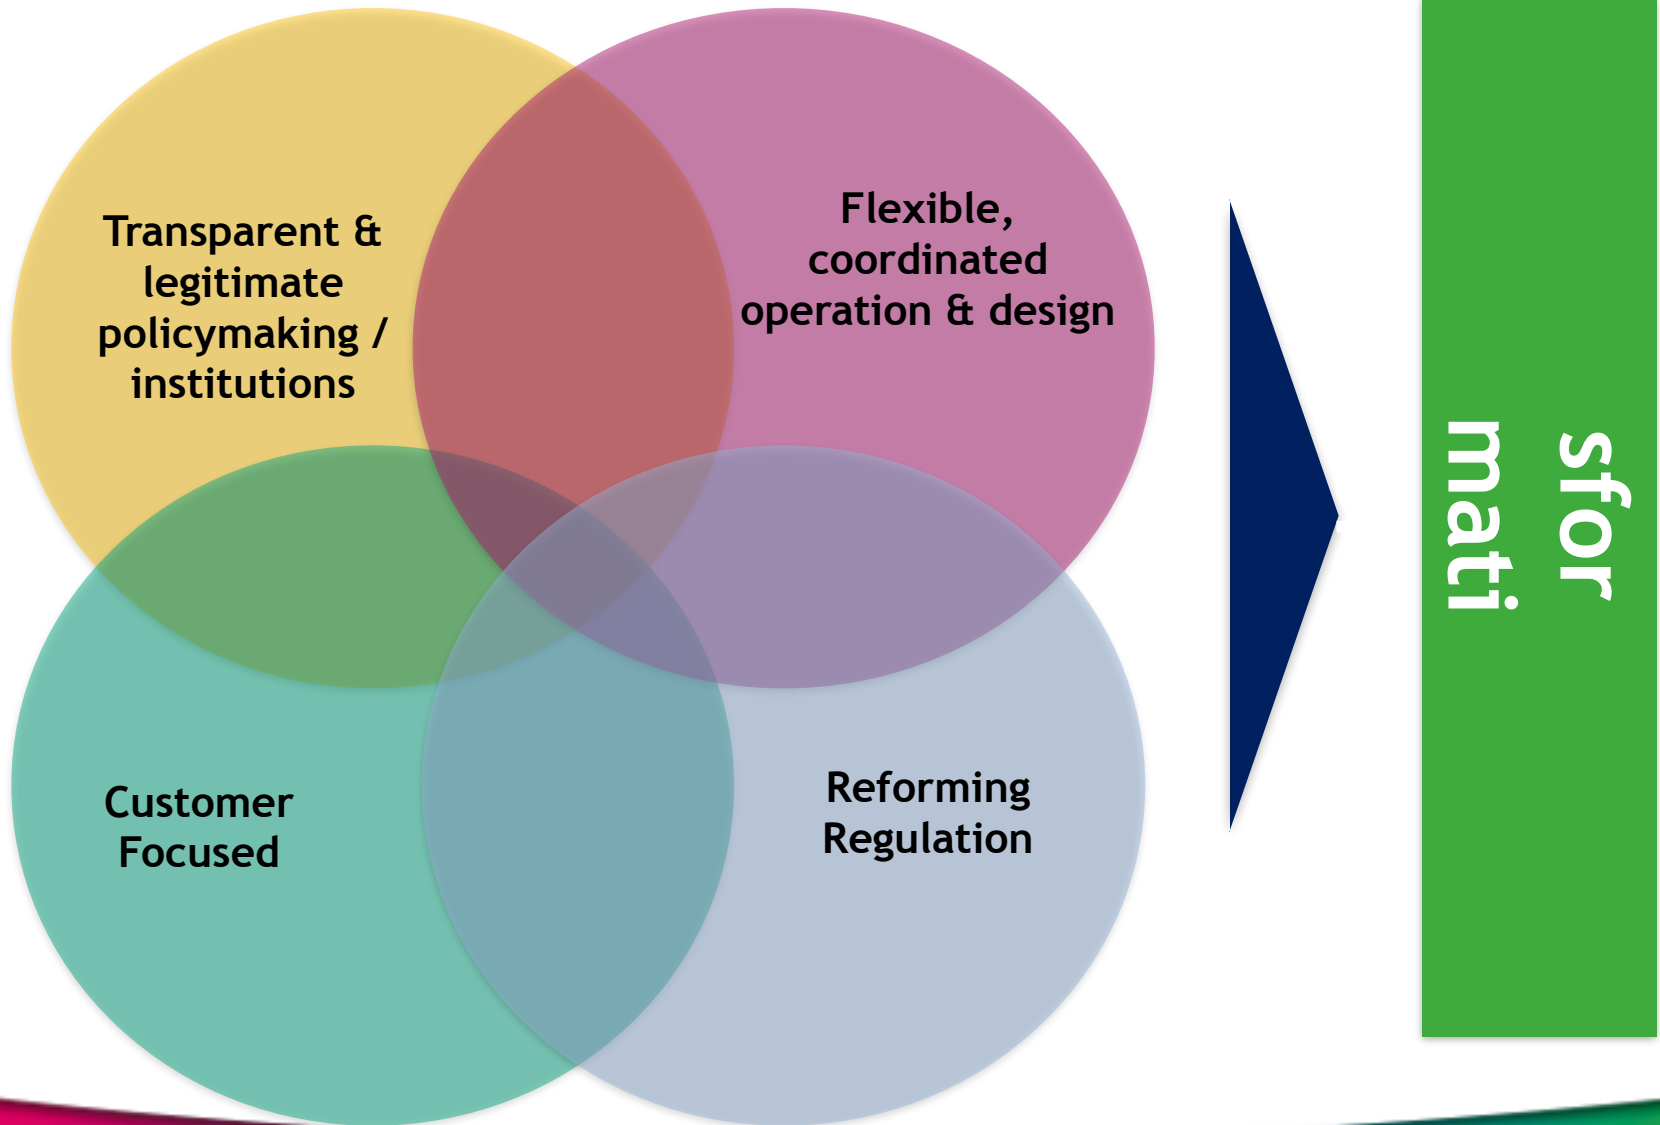 Transparent &
legitimate
policymaking /
institutions
Flexible,
coordinated
operation & design
Customer
Focused
Reforming
Regulation
sfor
mati